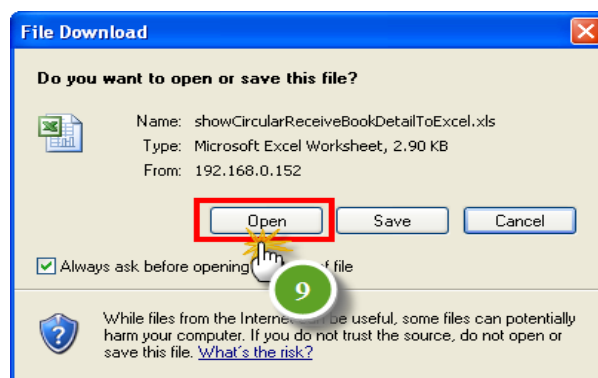 File Download
Do you want to open or save this file?
Name: showCircularReceiveBookDetailToExcel.xls
Type: Microsoft Excel Worksheet, 2.90 KB
From: 192.168.0.152
Open Save Cancel
Always ask before opening of file
9
While files from the Internet can be useful, some files can potentially
harm your computer. If you do not trust the source, do not open or
save this file. What's the risk?